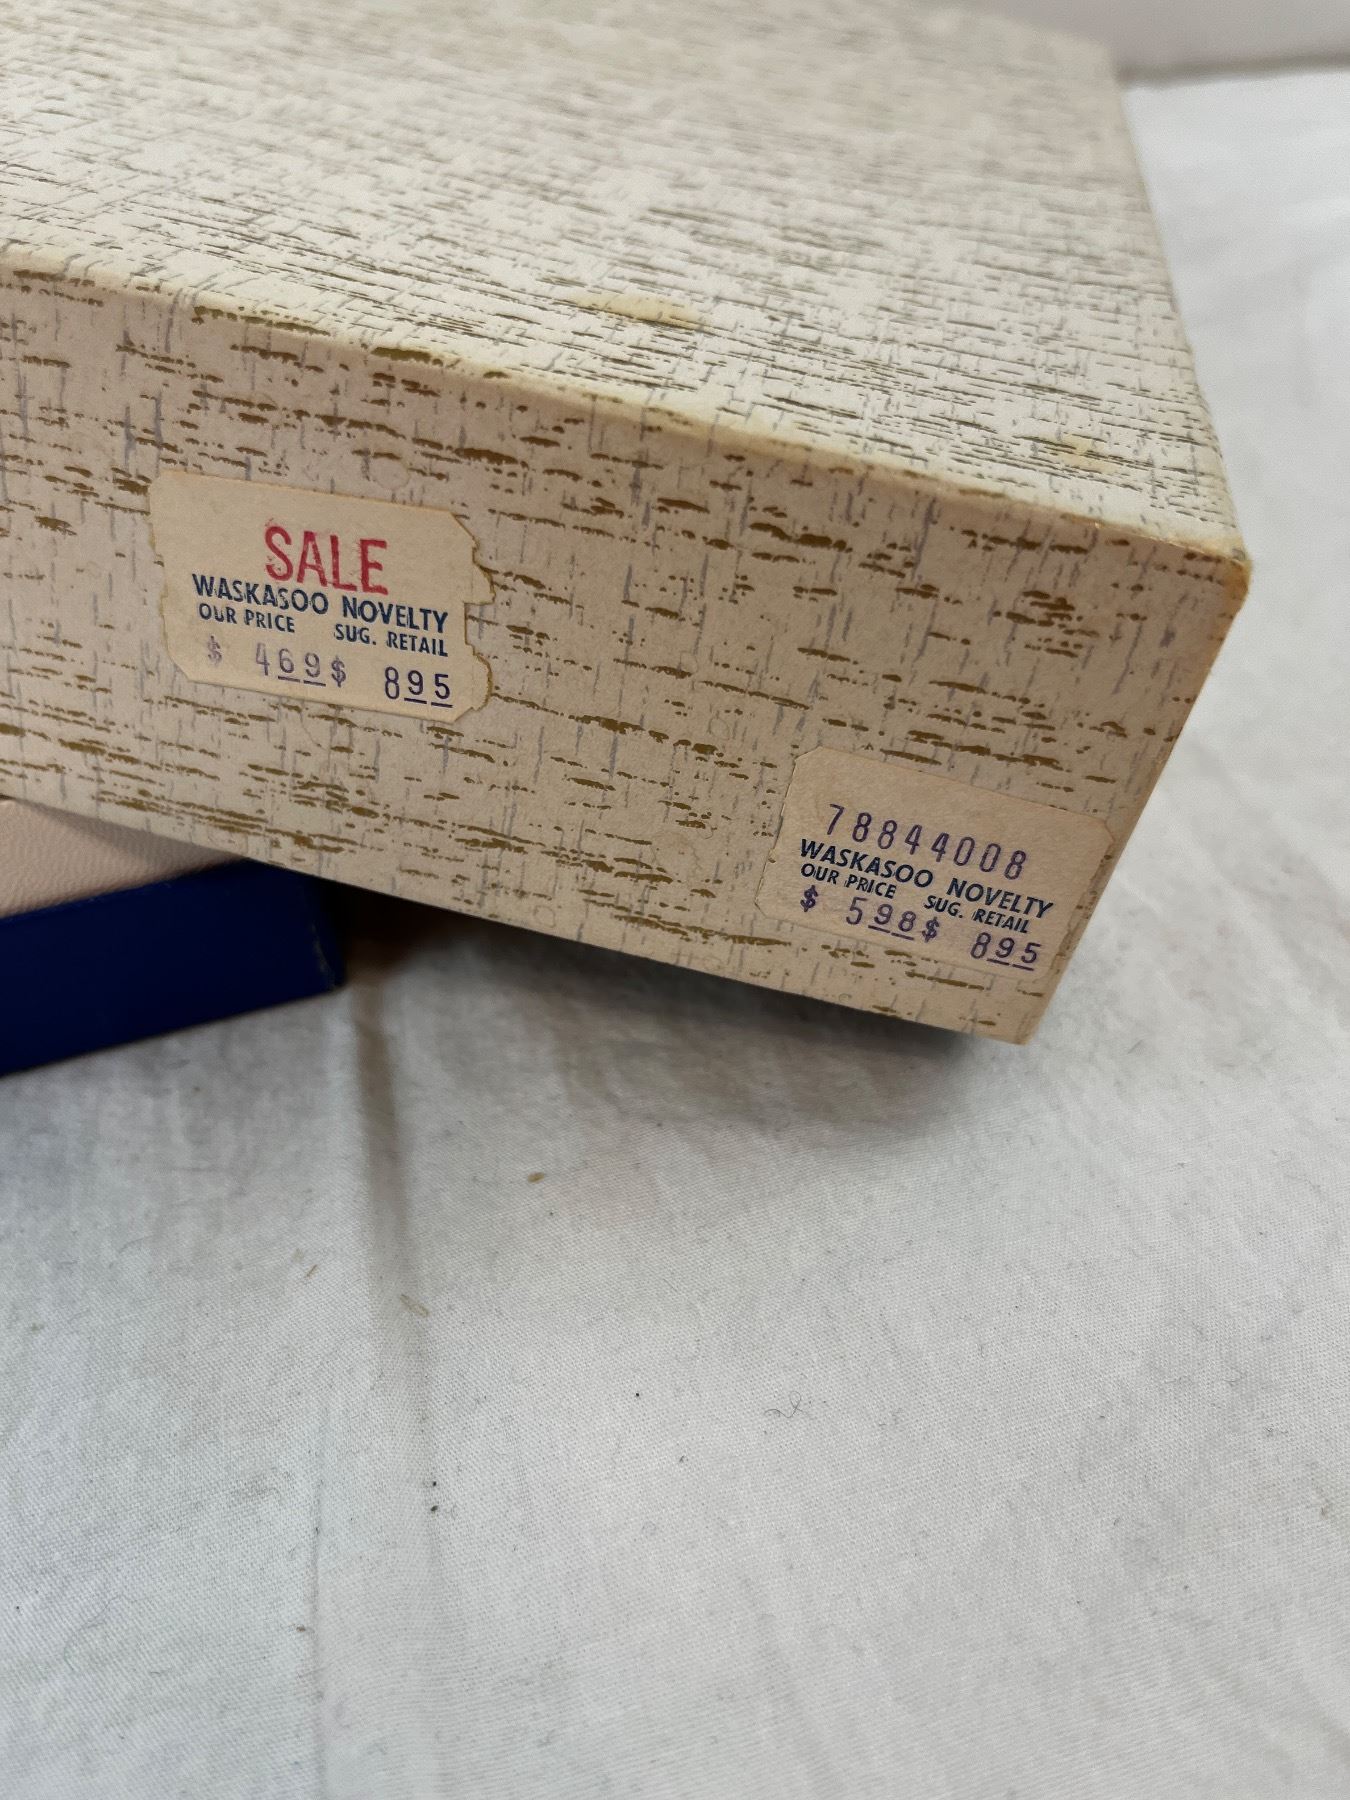 SALE
WASKASOO NOVELTY
OUR PRICE SUG. RETAIL
$ 469 $ 895
78844008
WASKASOO NOVELTY
OUR PRICE SUG. RETAIL
$ 598 $ 895